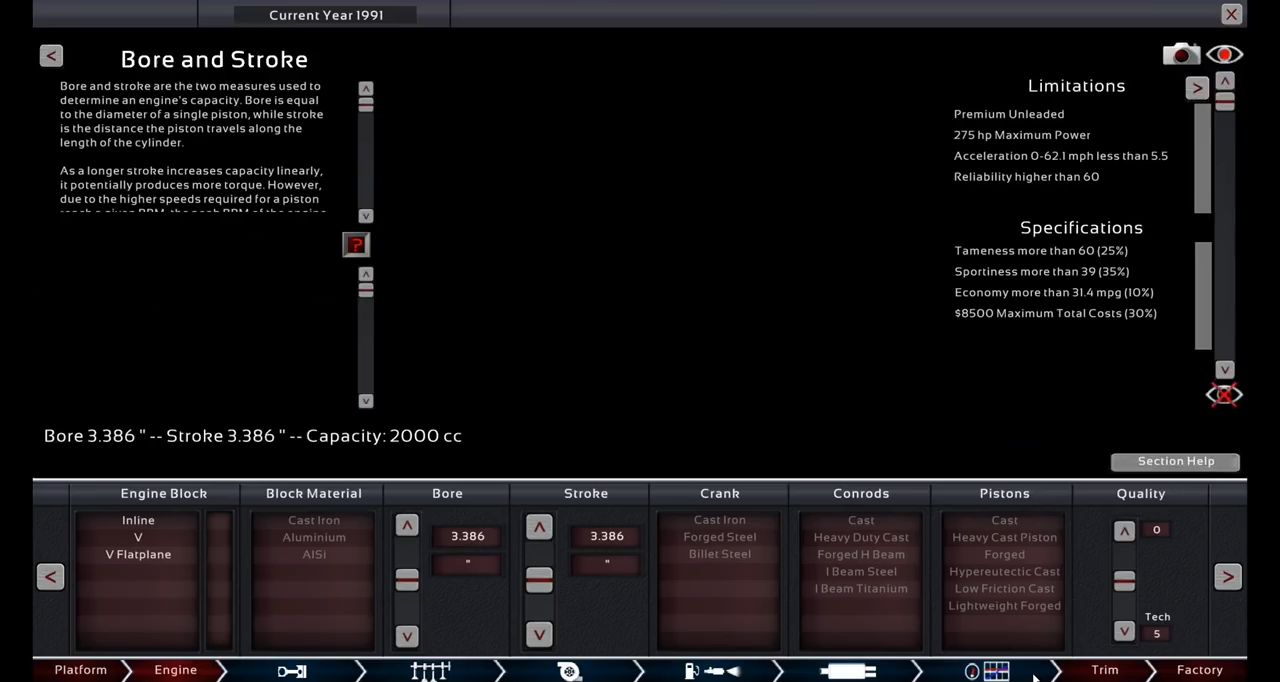 Current Year 1991
X
<
Bore and Stroke
Bore and stroke are the two measures used to
determine an engine's capacity. Bore is equal
to the diameter of a single piston, while stroke
is the distance the piston travels along the
length of the cylinder.
As a longer stroke increases capacity linearly,
it potentially produces more torque. However,
due to the higher speeds required for a piston
?
Limitations
>
Premium Unleaded
275 hp Maximum Power
Acceleration 0-62.1 mph less than 5.5
Reliability higher than 60
Specifications
Tameness more than 60 (25%)
Sportiness more than 39 (35%)
Economy more than 31.4 mpg (10%)
$8500 Maximum Total Costs (30%)
Bore 3.386 " -- Stroke 3.386 " -- Capacity: 2000 cc
Section Help
Engine Block
Inline
V
V Flatplane
Block Material
Cast Iron
Aluminium
AlSi
Bore
3.386
"
Stroke
3.386
"
Crank
Cast Iron
Forged Steel
Billet Steel
Conrods
Cast
Heavy Duty Cast
Forged H Beam
I Beam Steel
I Beam Titanium
Pistons
Cast
Heavy Cast Piston
Forged
Hypereutectic Cast
Low Friction Cast
Lightweight Forged
Quality
0
Tech
5
<
>
Platform
Engine
Trim
Factory